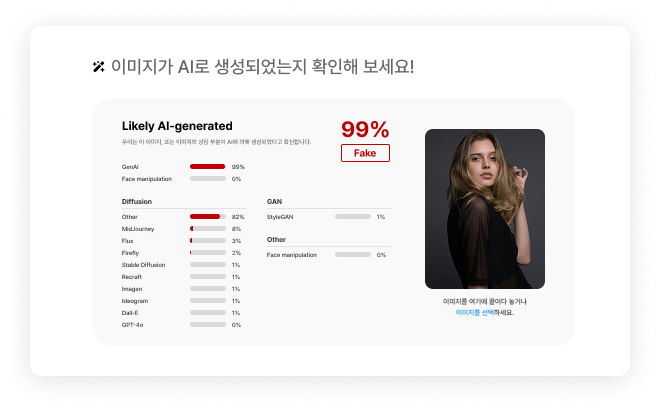 이미지가 AI로 생성되었는지 확인해 보세요!
Likely AI-generated
우리는 이 이미지, 또는 이미지의 상당 부분이 AI에 의해 생성되었다고 확신합니다.
99%
Fake
GenAI 99%
Face manipulation 0%
Diffusion
Other 82%
MidJourney 8%
Flux 3%
Firefly 2%
Stable Diffusion 1%
Recraft 1%
Imagen 1%
Ideogram 1%
Dall-E 1%
GPT-4o 0%
GAN
StyleGAN 1%
Other
Face manipulation 0%
이미지를 여기에 끌어다 놓거나
이미지를 선택하세요.